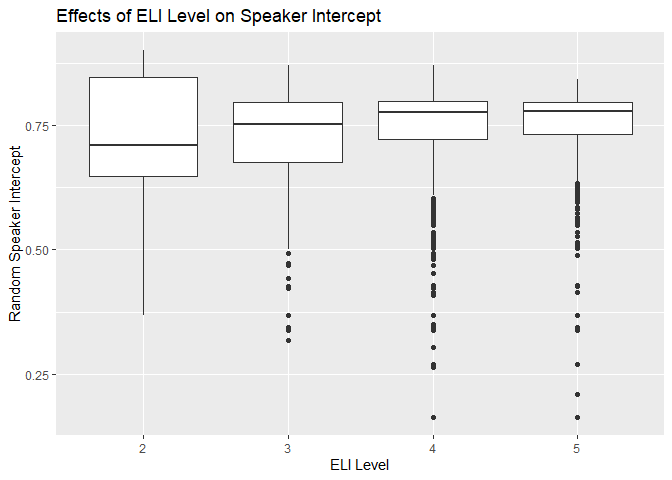 Effects of ELI Level on Speaker Intercept
Random Speaker Intercept
0.75
0.50
0.25
2 3 4 5
ELI Level